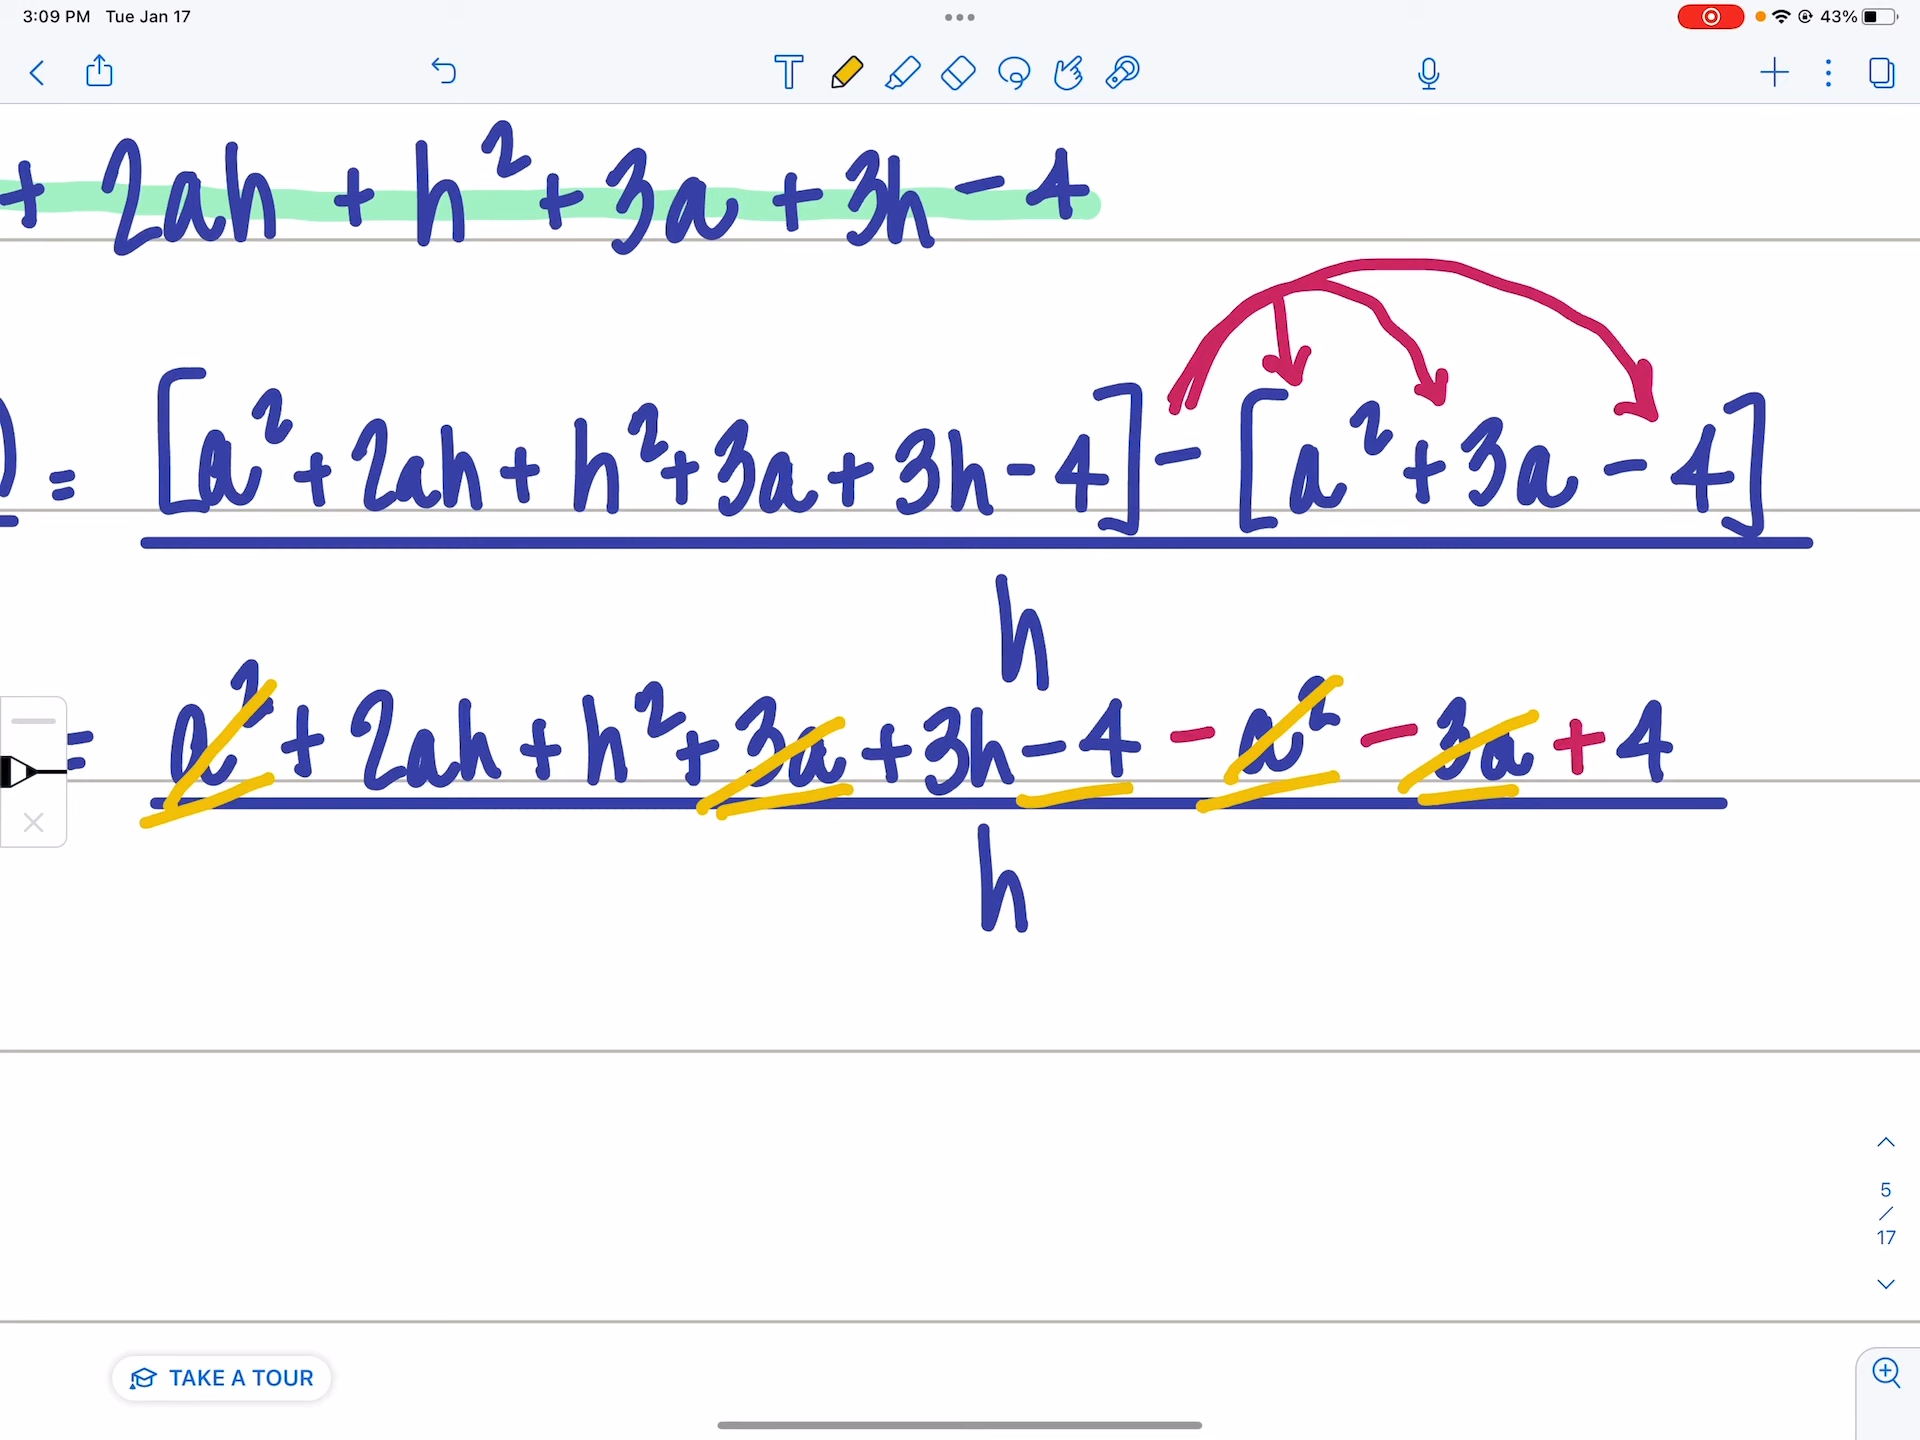 3:09 PM Tue Jan 17
43%
+ 2ah + h² + 3a + 3h - 4
) = [a² + 2ah + h² + 3a + 3h - 4] - [a² + 3a - 4]
h
= a² + 2ah + h² + 3a + 3h - 4 - a² - 3a + 4
h
5
/
17
TAKE A TOUR